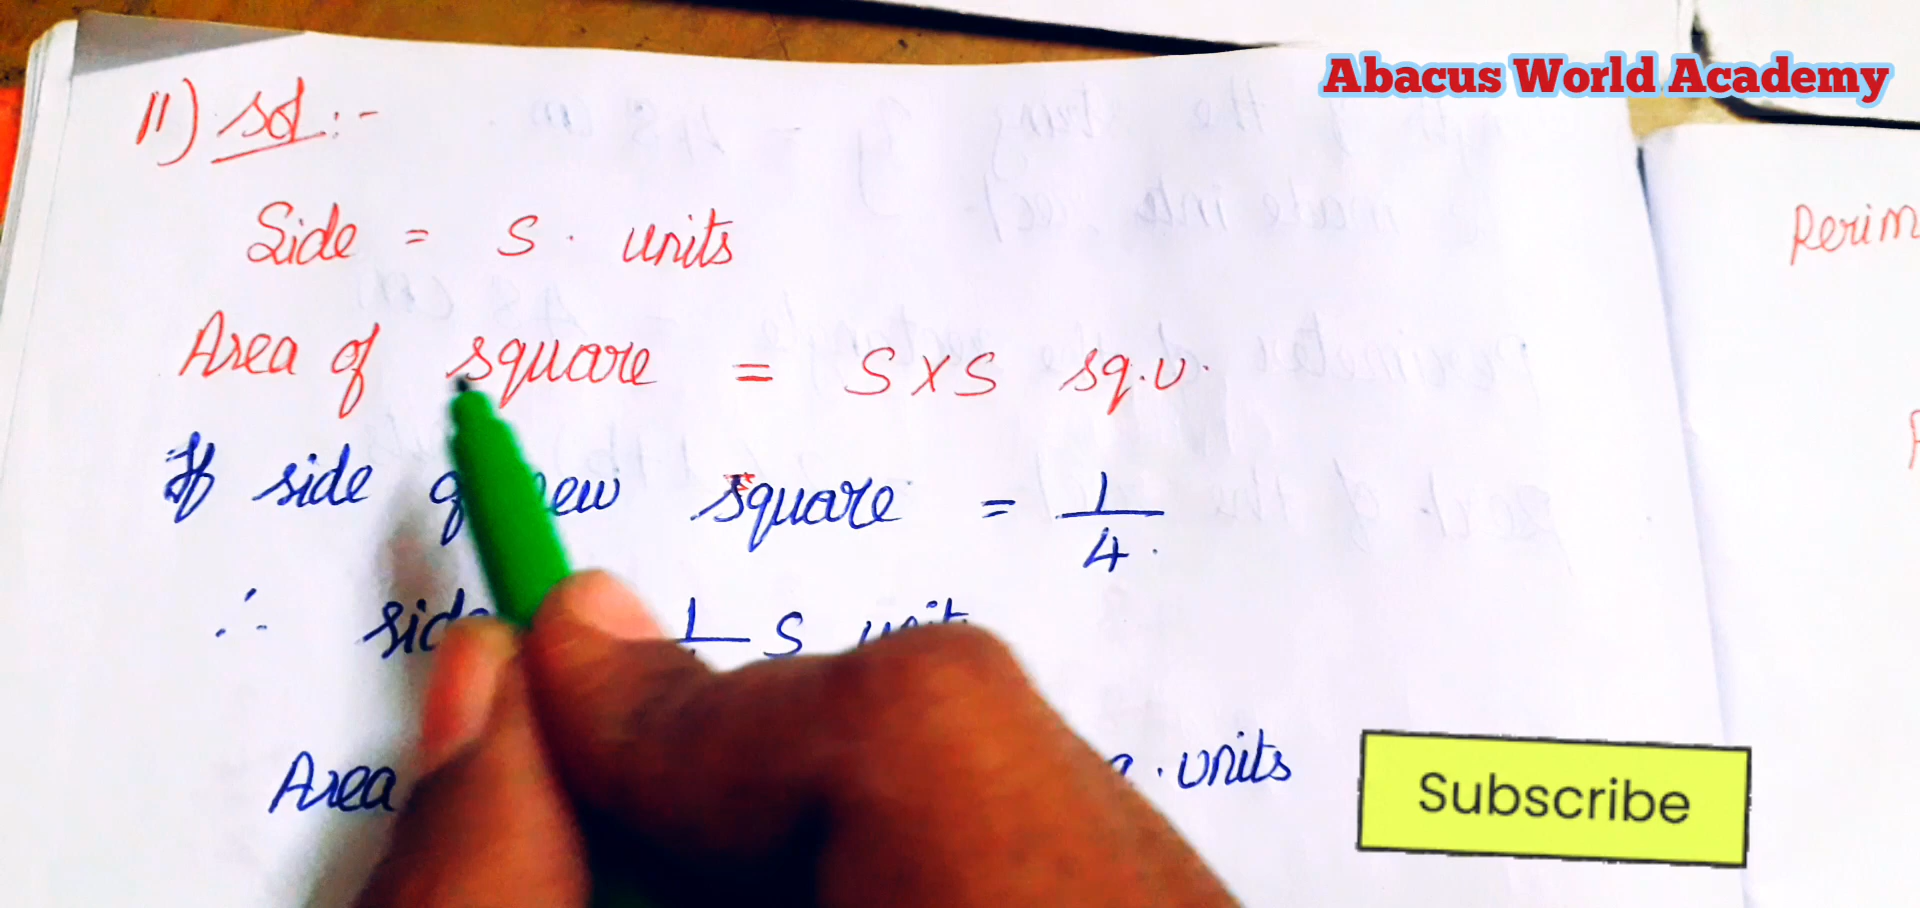 Abacus World Academy
11) Sol :-
Side = S. units
Area of square = S x S sq.u.
If side of new square = 1/4.
∴ side 1/ S unit
Area . units
Subscribe
Perim